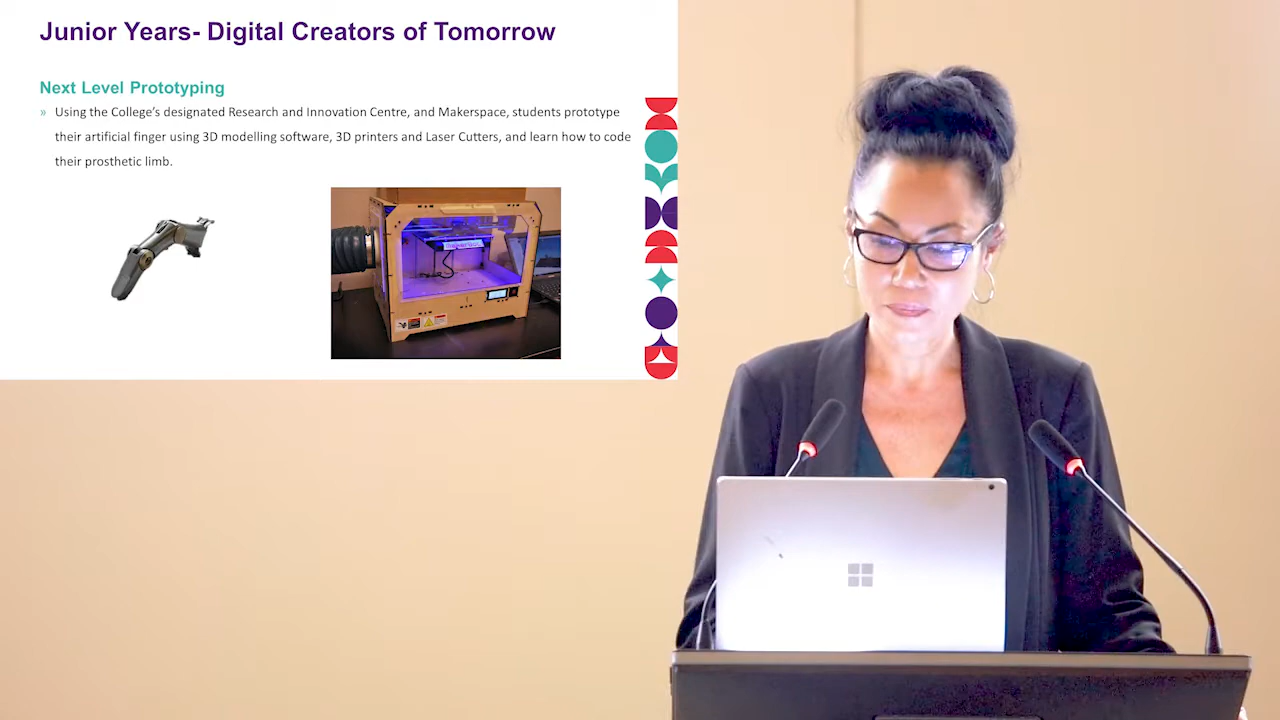 Junior Years- Digital Creators of Tomorrow
Next Level Prototyping
» Using the College's designated Research and Innovation Centre, and Makerspace, students prototype
their artificial finger using 3D modelling software, 3D printers and Laser Cutters, and learn how to code
their prosthetic limb.